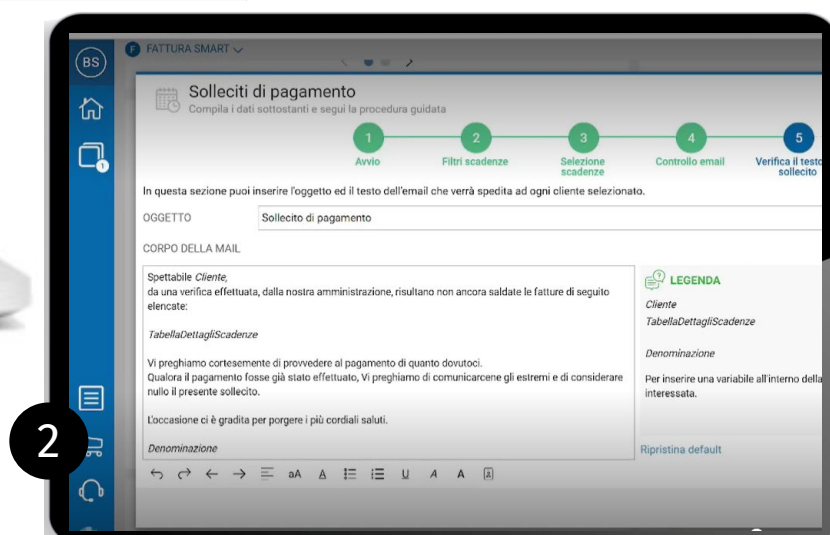 BS
F FATTURA SMART
Solleciti di pagamento
Compila i dati sottostanti e segui la procedura guidata
1 2 3 4 5
Avvio Filtri scadenze Selezione scadenze Controllo email Verifica il testo sollecito
1
In questa sezione puoi inserire l'oggetto ed il testo dell'email che verrà spedita ad ogni cliente selezionato.
OGGETTO Sollecito di pagamento
CORPO DELLA MAIL
Spettabile Cliente,
da una verifica effettuata, dalla nostra amministrazione, risultano non ancora saldate le fatture di seguito
elencate:
TabellaDettagliScadenze
Vi preghiamo cortesemente di provvedere al pagamento di quanto dovutoci.
Qualora il pagamento fosse già stato effettuato, Vi preghiamo di comunicarcene gli estremi e di considerare
nullo il presente sollecito.
L'occasione ci è gradita per porgere i più cordiali saluti.
Denominazione
LEGENDA
Cliente
TabellaDettagliScadenze
Denominazione
Per inserire una variabile all'interno della
interessata.
Ripristina default
aA A U A A
2